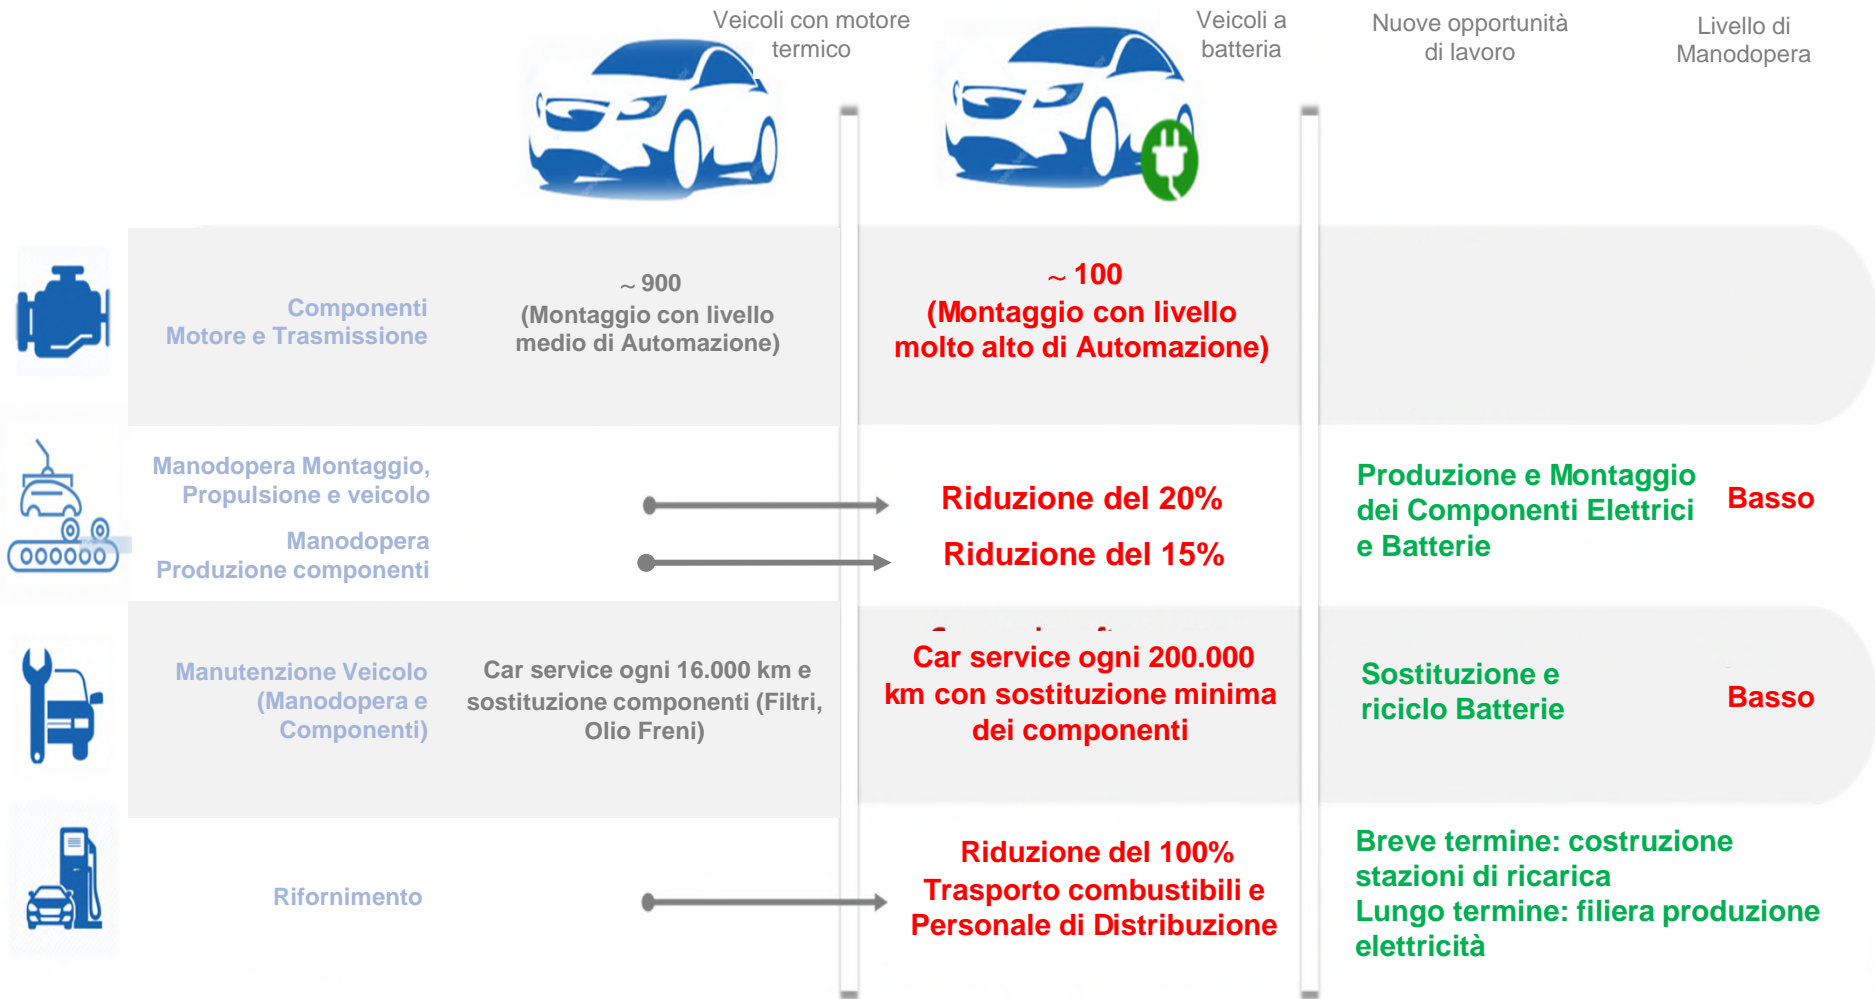 Veicoli con motore
termico
Veicoli a
batteria
Nuove opportunità
di lavoro
Livello di
Manodopera
Componenti
Motore e Trasmissione
~ 900
(Montaggio con livello
medio di Automazione)
~ 100
(Montaggio con livello
molto alto di Automazione)
Manodopera Montaggio,
Propulsione e veicolo
Riduzione del 20%
Manodopera
Produzione componenti
Riduzione del 15%
Produzione e Montaggio
dei Componenti Elettrici
e Batterie
Basso
Manutenzione Veicolo
(Manodopera e
Componenti)
Car service ogni 16.000 km e
sostituzione componenti (Filtri,
Olio Freni)
Car service ogni 200.000
km con sostituzione minima
dei componenti
Sostituzione e
riciclo Batterie
Basso
Rifornimento
Riduzione del 100%
Trasporto combustibili e
Personale di Distribuzione
Breve termine: costruzione
stazioni di ricarica
Lungo termine: filiera produzione
elettricità